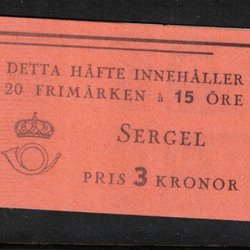 DETTA HÄFTE INNEHÅLLER
20 FRIMÄRKEN à 15 ÖRE
SERGEL
PRIS 3 KRONOR